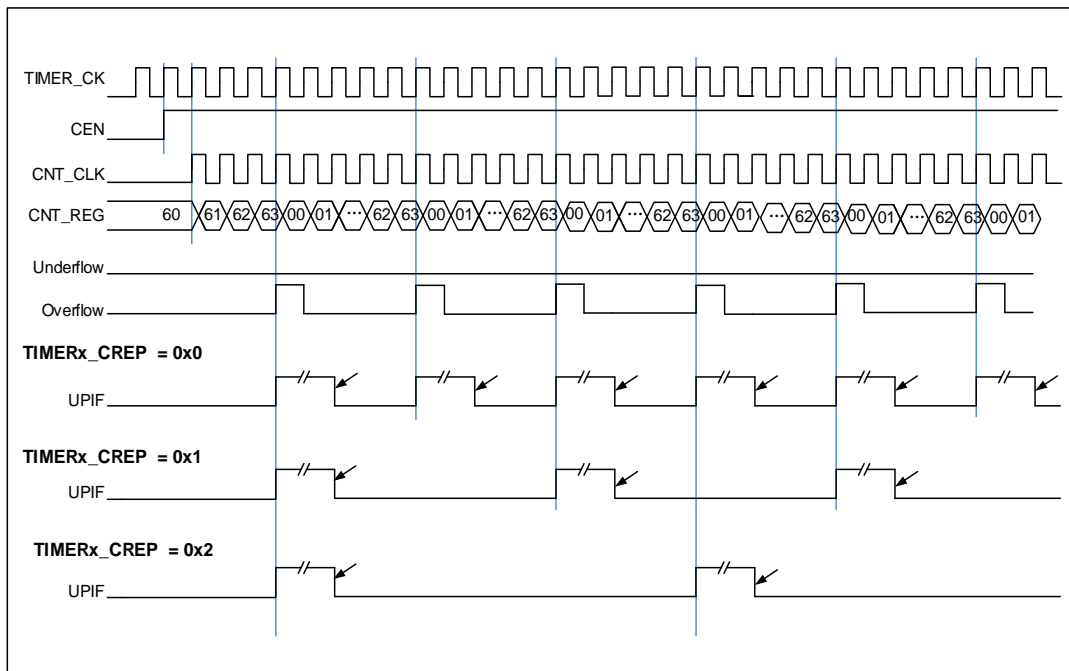 TIMER_CK
CEN
CNT_CLK
CNT_REG 60 61 62 63 00 01 ... 62 63 00 01 ... 62 63 00 01 ... 62 63 00 01 ... 62 63 00 01 ... 62 63 00 01
Underflow
Overflow
TIMERx_CREP = 0x0
UPIF
TIMERx_CREP = 0x1
UPIF
TIMERx_CREP = 0x2
UPIF